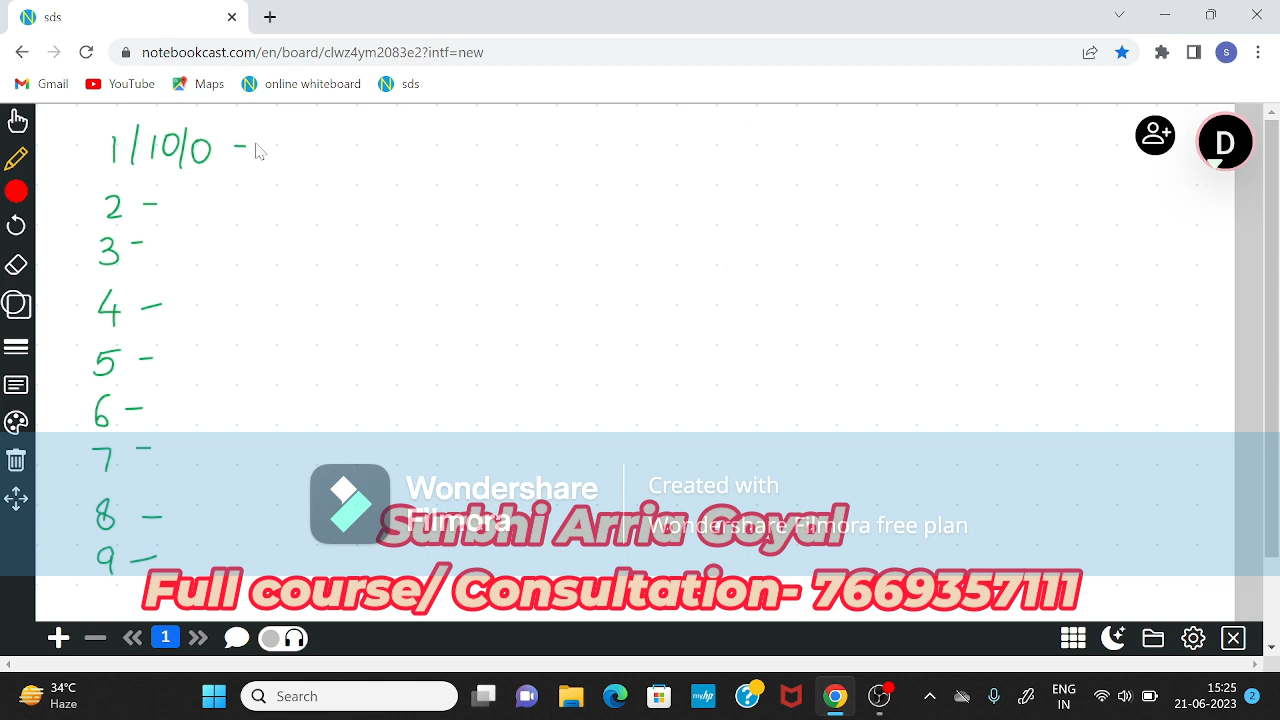 sds
notebookcast.com/en/board/clwz4ym2083e2?intf=new
S
Gmail YouTube Maps online whiteboard sds
1/10/0 -
D
2 -
3 -
4 -
5 -
6 -
7 -
8 -
9 -
Wondershare
Filmora
Created with
Wondershare Filmora free plan
Surbhi Arria Goyal
Full course/ Consultation- 7669357111
1
34°C
Haze
Search
ENG
IN
15:25
21-06-2023
2